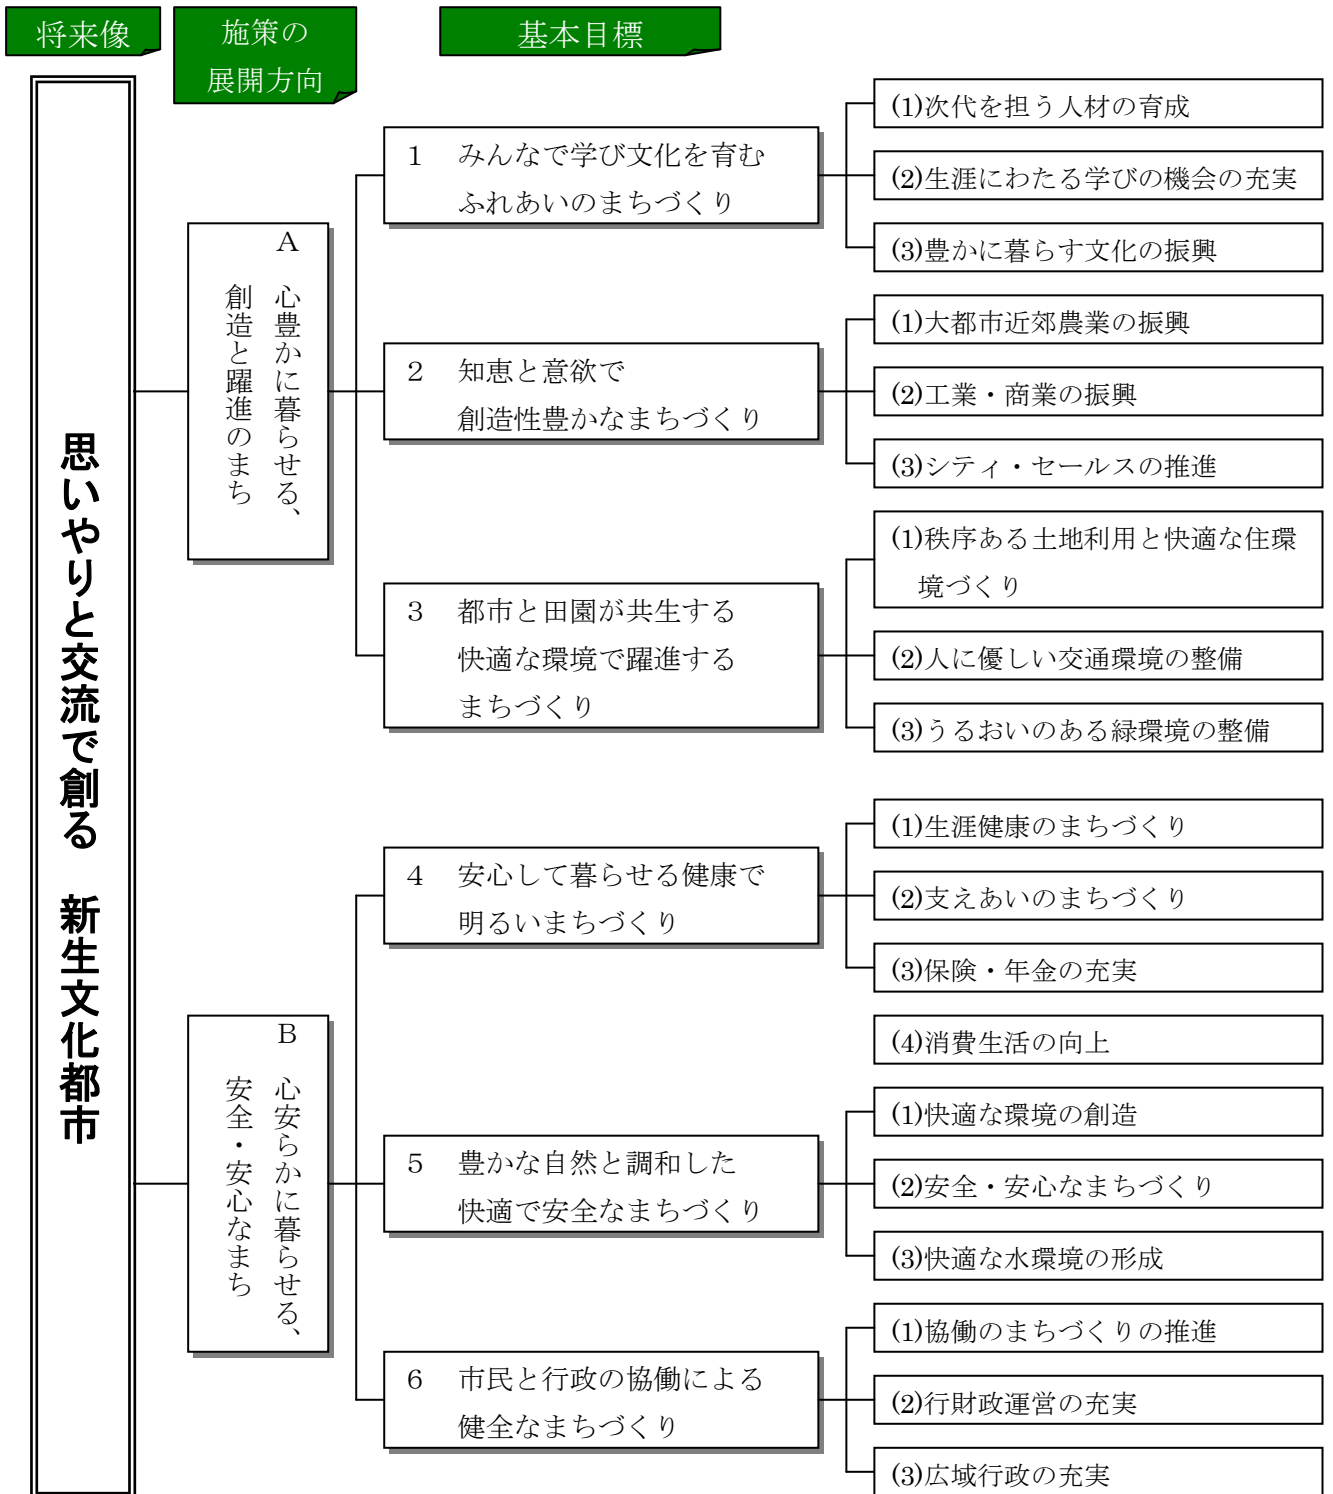 将来像
施策の
展開方向
基本目標
思いやりと交流で創る　新生文化都市
A　心豊かに暮らせる、
創造と躍進のまち
1　みんなで学び文化を育む
ふれあいのまちづくり
(1)次代を担う人材の育成
(2)生涯にわたる学びの機会の充実
(3)豊かに暮らす文化の振興
2　知恵と意欲で
創造性豊かなまちづくり
(1)大都市近郊農業の振興
(2)工業・商業の振興
(3)シティ・セールスの推進
3　都市と田園が共生する
快適な環境で躍進する
まちづくり
(1)秩序ある土地利用と快適な住環
境づくり
(2)人に優しい交通環境の整備
(3)うるおいのある緑環境の整備
B　心安らかに暮らせる、
安全・安心なまち
4　安心して暮らせる健康で
明るいまちづくり
(1)生涯健康のまちづくり
(2)支えあいのまちづくり
(3)保険・年金の充実
(4)消費生活の向上
5　豊かな自然と調和した
快適で安全なまちづくり
(1)快適な環境の創造
(2)安全・安心なまちづくり
(3)快適な水環境の形成
6　市民と行政の協働による
健全なまちづくり
(1)協働のまちづくりの推進
(2)行財政運営の充実
(3)広域行政の充実